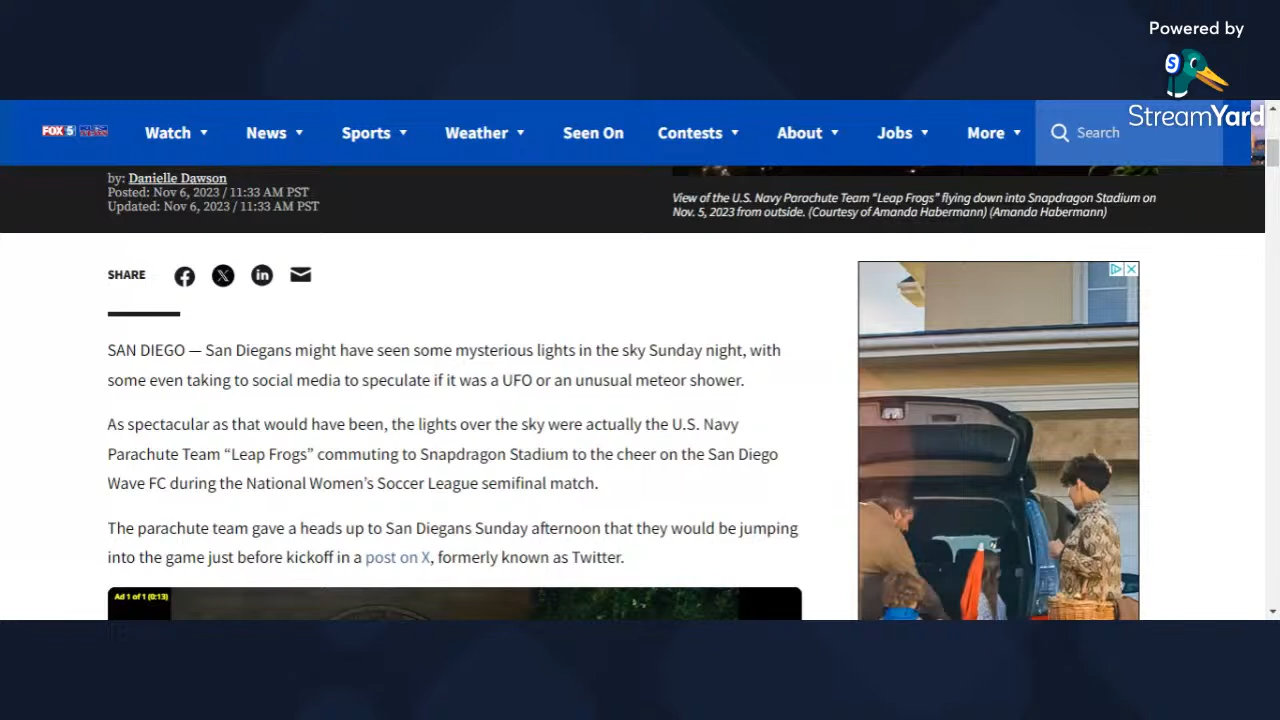 Powered by
StreamYard
FOX 5
Watch
News
Sports
Weather
Seen On
Contests
About
Jobs
More
Search
by: Danielle Dawson
Posted: Nov 6, 2023 / 11:33 AM PST
Updated: Nov 6, 2023 / 11:33 AM PST
View of the U.S. Navy Parachute Team “Leap Frogs” flying down into Snapdragon Stadium on
Nov. 5, 2023 from outside. (Courtesy of Amanda Habermann) (Amanda Habermann)
SHARE
SAN DIEGO — San Diegans might have seen some mysterious lights in the sky Sunday night, with
some even taking to social media to speculate if it was a UFO or an unusual meteor shower.
As spectacular as that would have been, the lights over the sky were actually the U.S. Navy
Parachute Team “Leap Frogs” commuting to Snapdragon Stadium to the cheer on the San Diego
Wave FC during the National Women’s Soccer League semifinal match.
The parachute team gave a heads up to San Diegans Sunday afternoon that they would be jumping
into the game just before kickoff in a post on X, formerly known as Twitter.
Ad 1 of 1 (0:13)